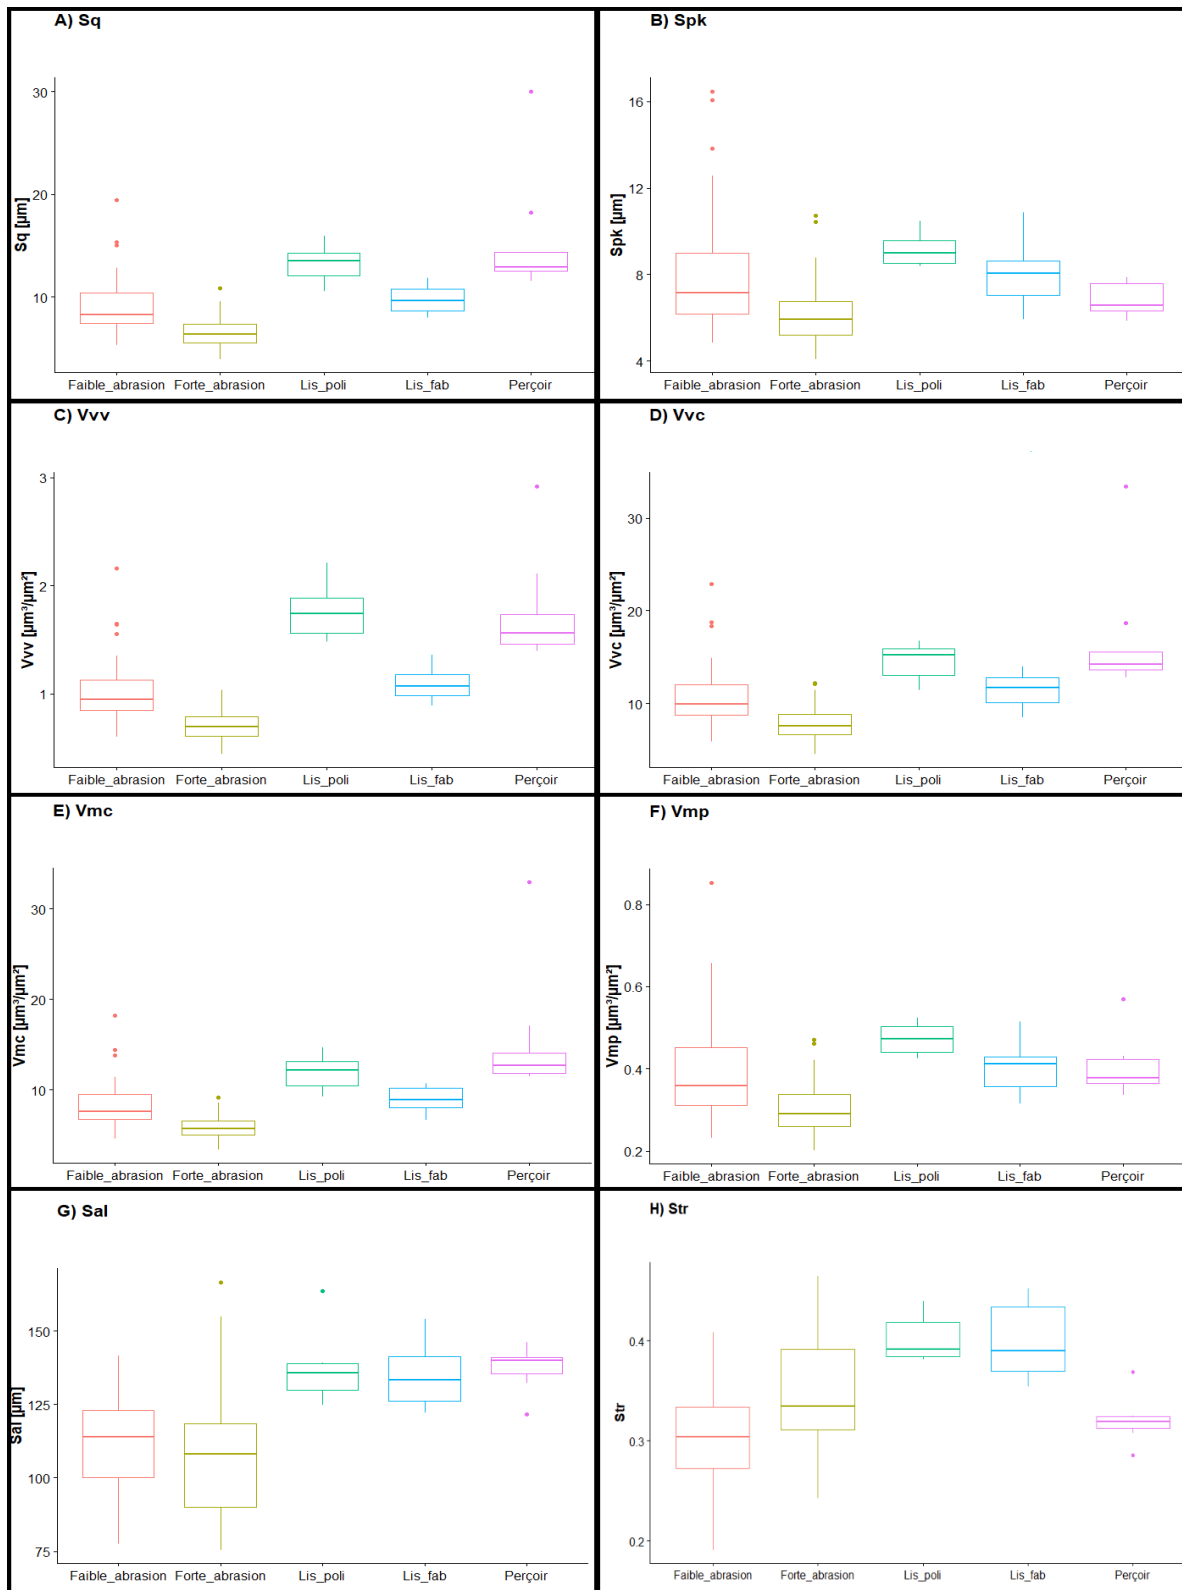 A) Sq
Sq [µm]
30
20
10
Faible_abrasion Forte_abrasion Lis_poli Lis_fab Perçoir
B) Spk
Spk [µm]
16
12
8
4
Faible_abrasion Forte_abrasion Lis_poli Lis_fab Perçoir
C) Vvv
Vvv [µm³/µm²]
3
2
1
Faible_abrasion Forte_abrasion Lis_poli Lis_fab Perçoir
D) Vvc
Vvc [µm³/µm²]
30
20
10
Faible_abrasion Forte_abrasion Lis_poli Lis_fab Perçoir
E) Vmc
Vmc [µm³/µm²]
30
20
10
Faible_abrasion Forte_abrasion Lis_poli Lis_fab Perçoir
F) Vmp
Vmp [µm³/µm²]
0.8
0.6
0.4
0.2
Faible_abrasion Forte_abrasion Lis_poli Lis_fab Perçoir
G) Sal
Sal [µm]
150
125
100
75
Faible_abrasion Forte_abrasion Lis_poli Lis_fab Perçoir
H) Str
Str
0.4
0.3
0.2
Faible_abrasion Forte_abrasion Lis_poli Lis_fab Perçoir